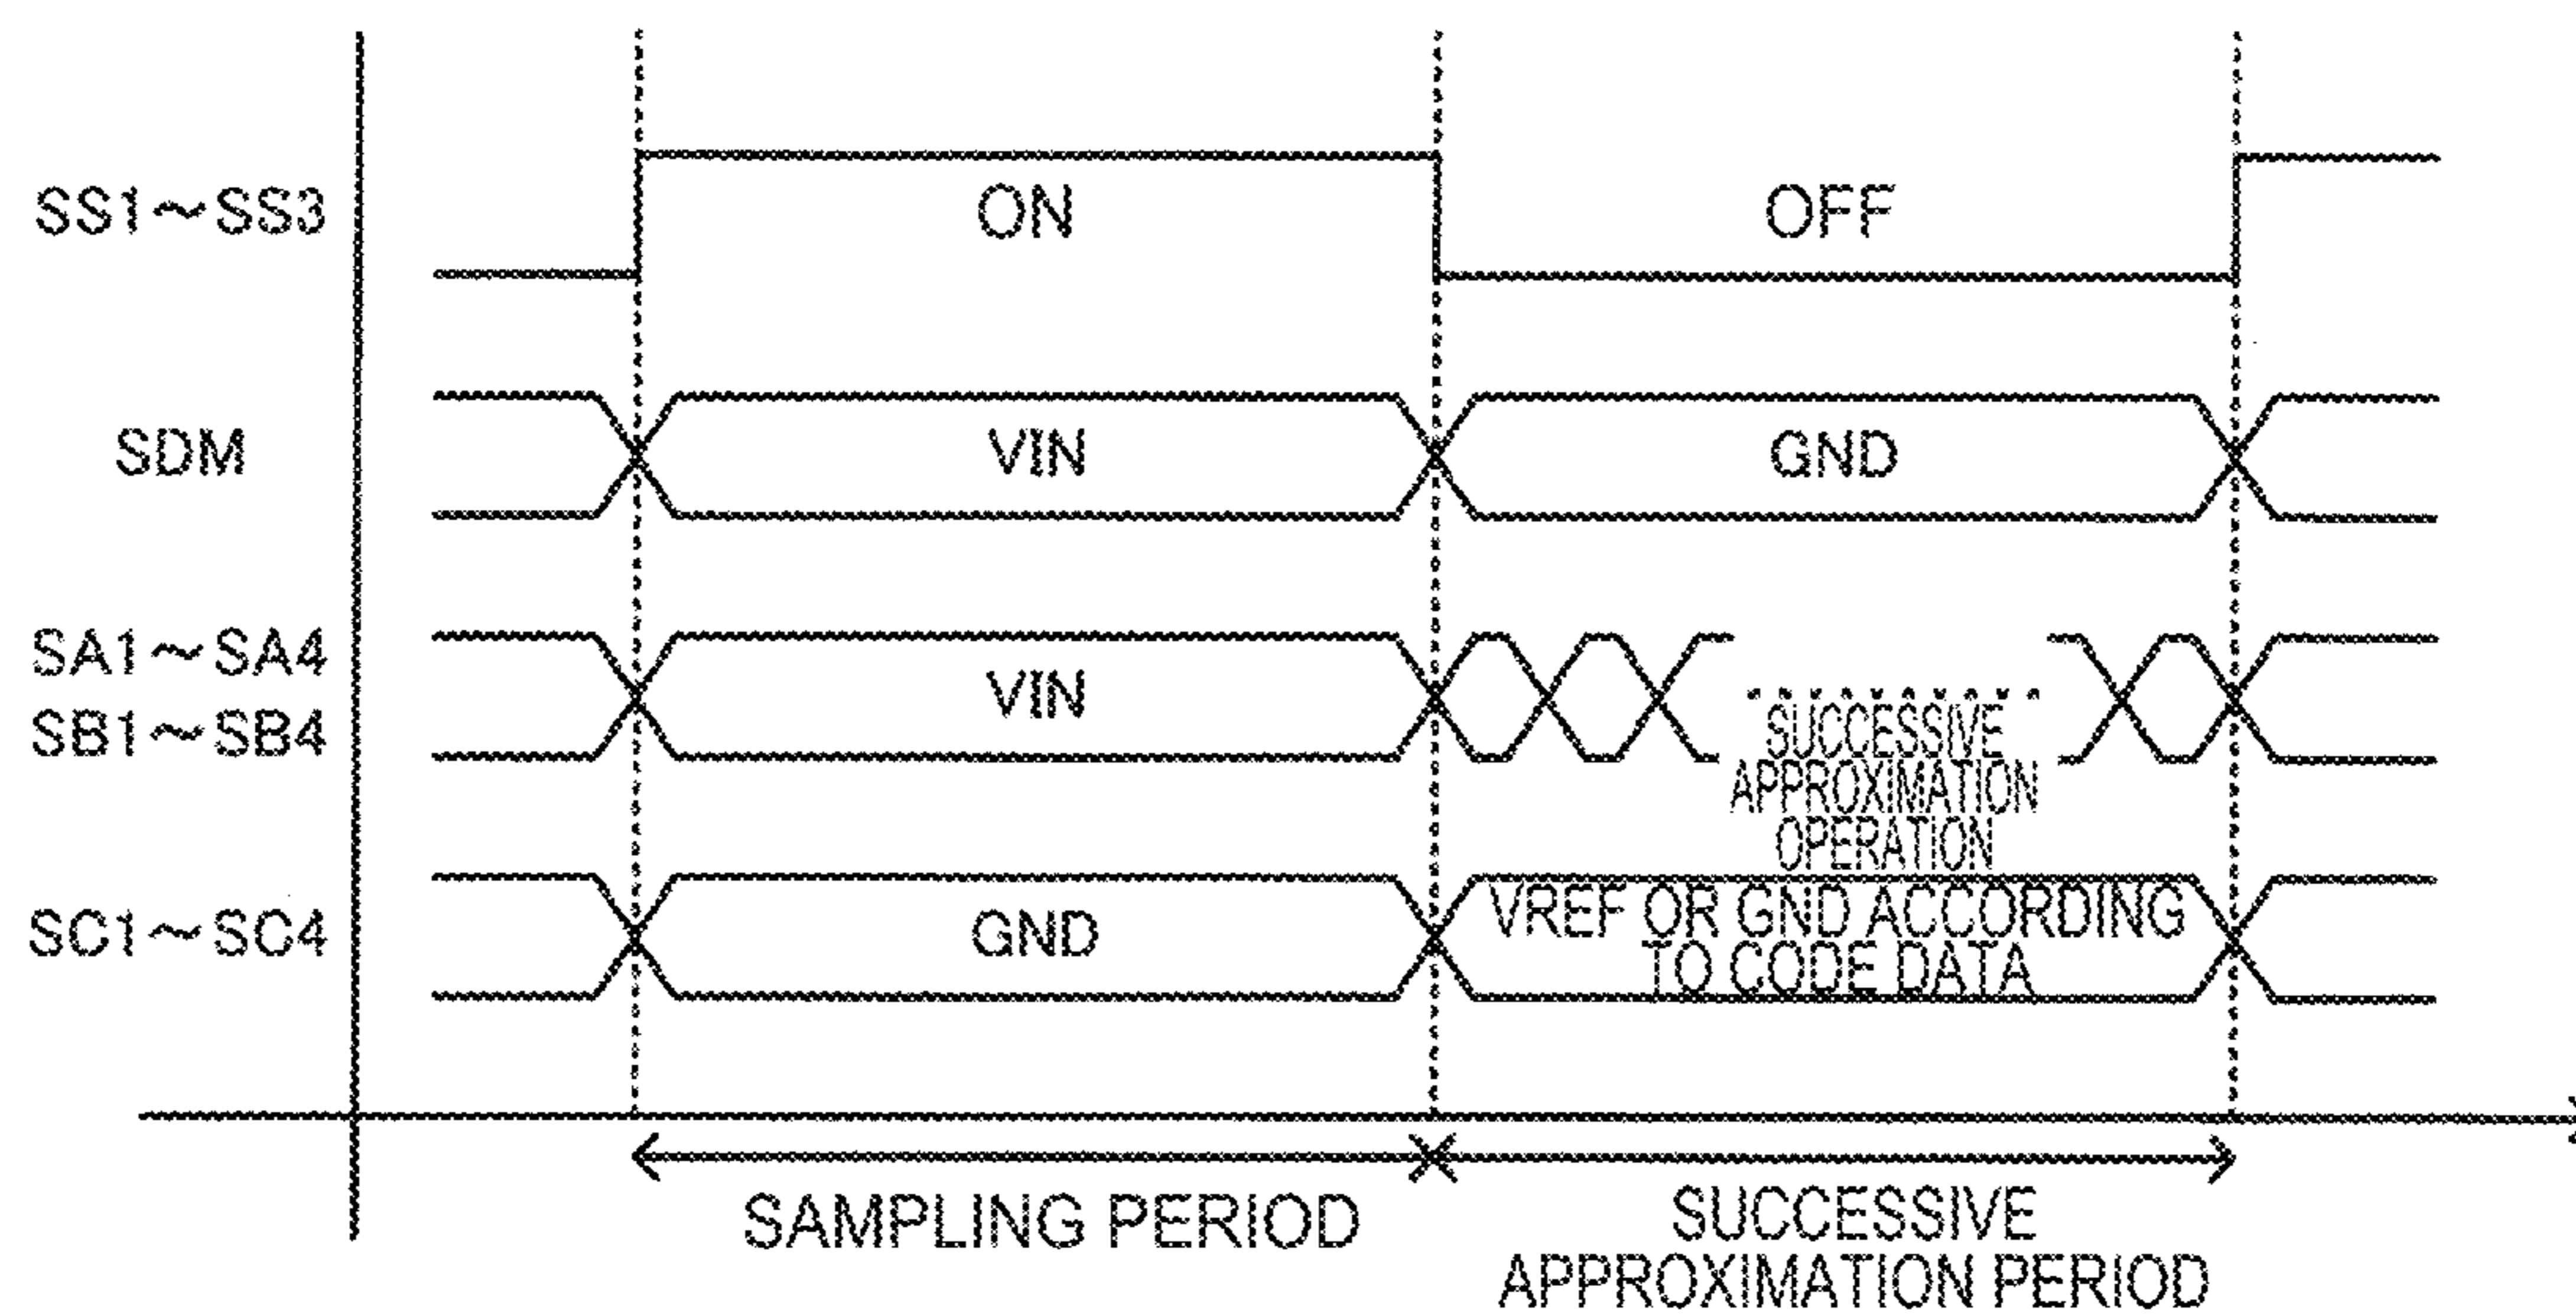 SS1~SS3
ON
OFF
SDM
VIN
GND
SA1~SA4
SB1~SB4
VIN
SUCCESSIVE
APPROXIMATION
OPERATION
SC1~SC4
GND
VREF OR GND ACCORDING
TO CODE DATA
SAMPLING PERIOD
SUCCESSIVE
APPROXIMATION PERIOD